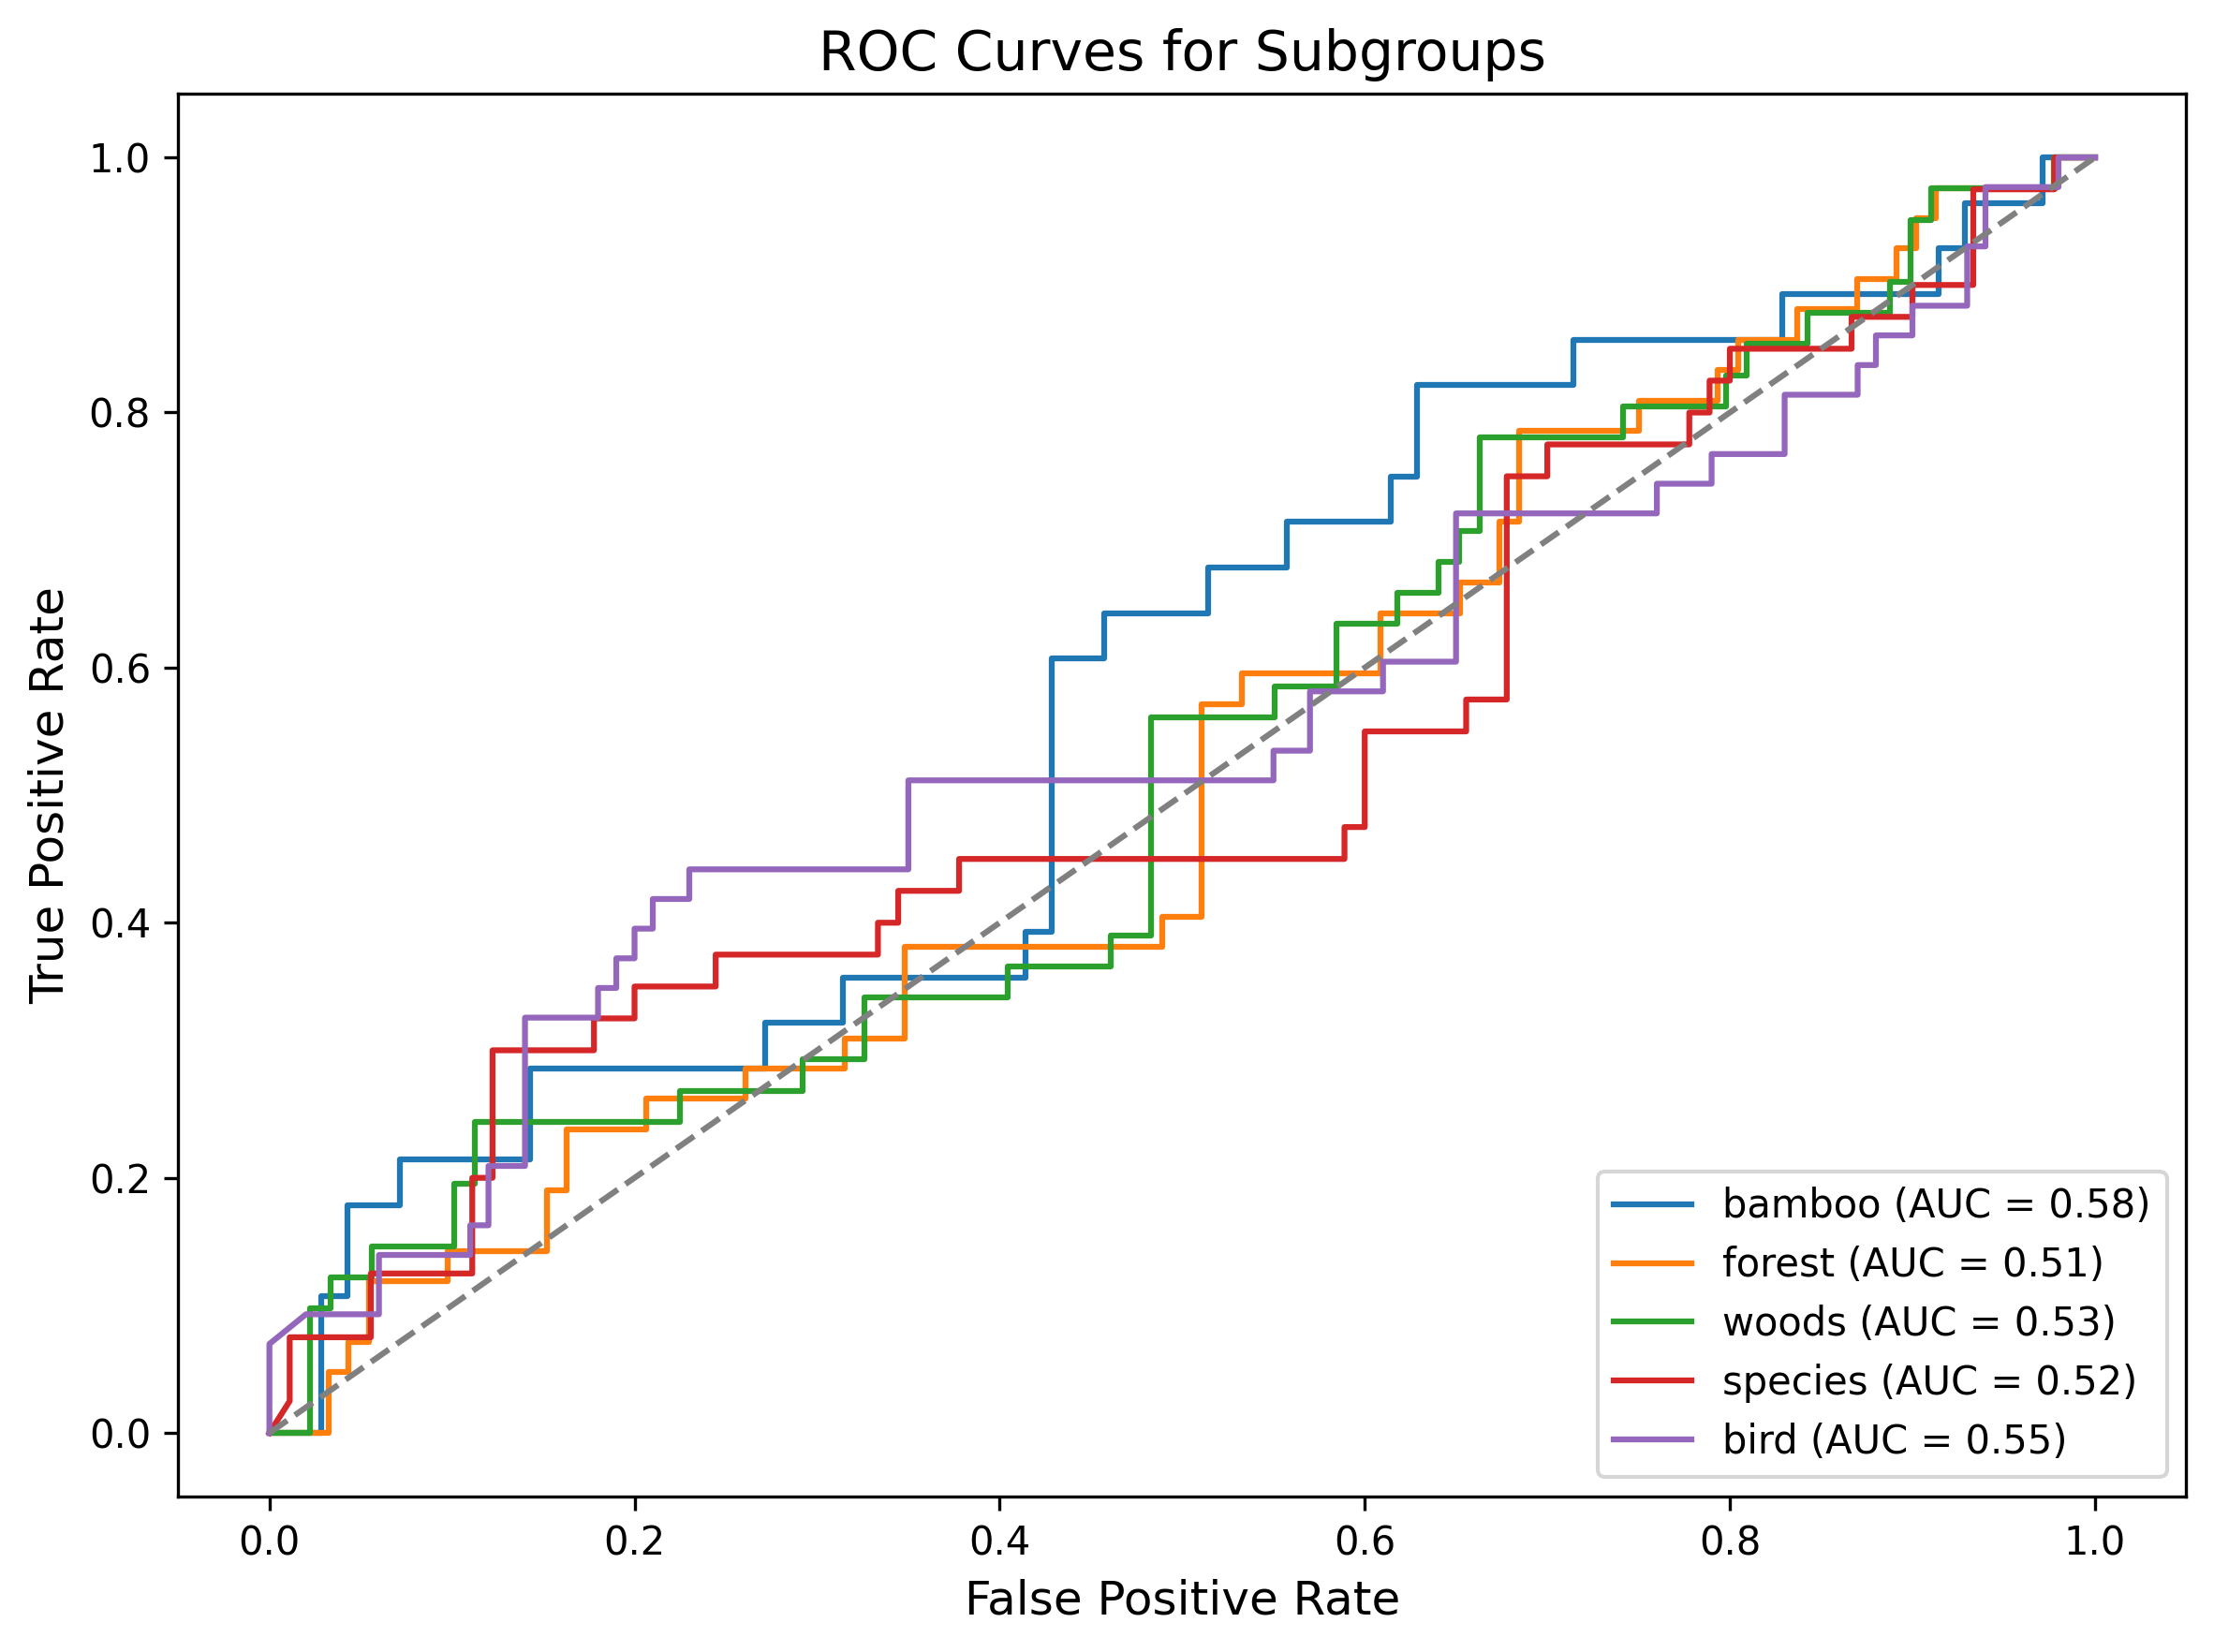 ROC Curves for Subgroups
True Positive Rate
1.0
0.8
0.6
0.4
0.2
0.0
bamboo (AUC = 0.58)
forest (AUC = 0.51)
woods (AUC = 0.53)
species (AUC = 0.52)
bird (AUC = 0.55)
0.0 0.2 0.4 0.6 0.8 1.0
False Positive Rate